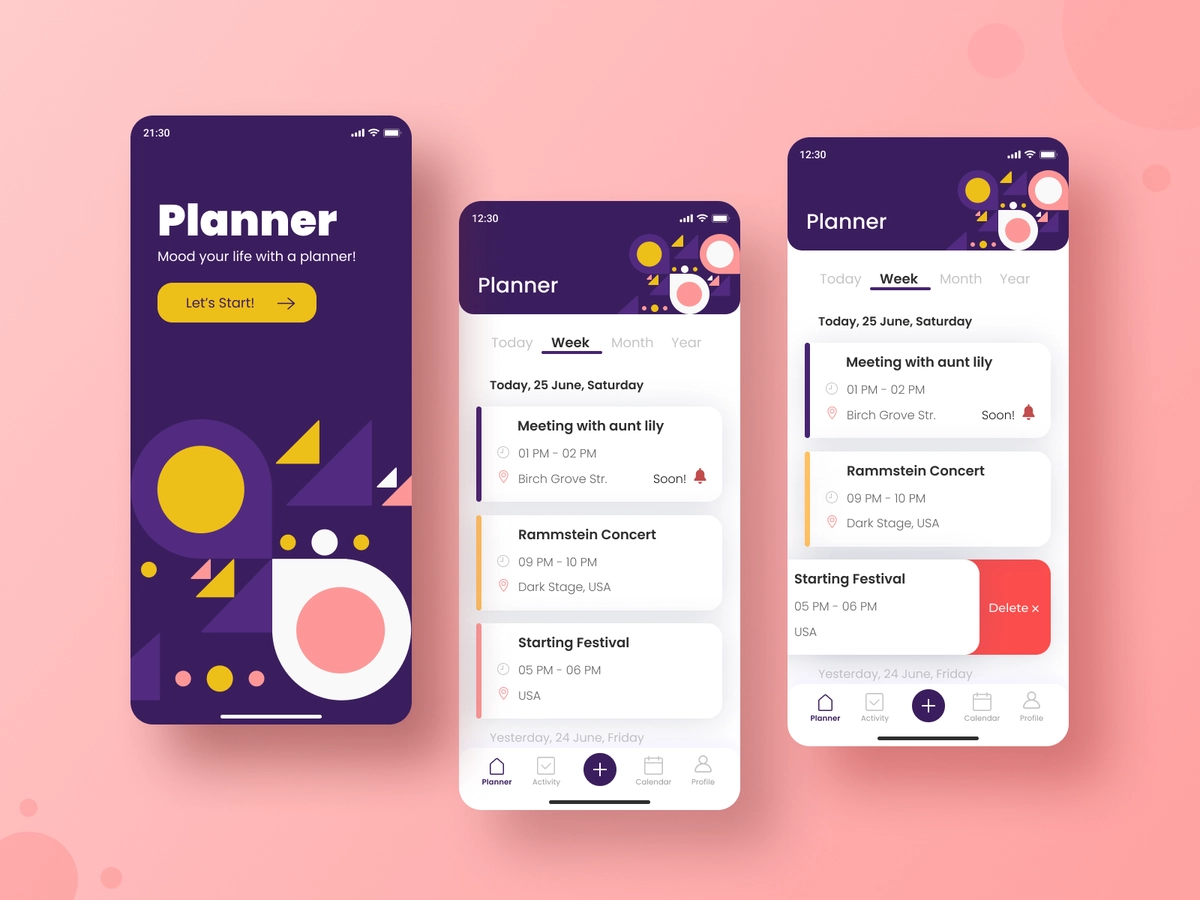 21:30
Planner
Mood your life with a planner!
Let's Start!
12:30
Planner
Today Week Month Year
Today, 25 June, Saturday
Meeting with aunt lily
01 PM - 02 PM
Birch Grove Str. Soon!
Rammstein Concert
09 PM - 10 PM
Dark Stage, USA
Starting Festival
05 PM - 06 PM
USA
Yesterday, 24 June, Friday
Planner Activity Calendar Profile
12:30
Planner
Today Week Month Year
Today, 25 June, Saturday
Meeting with aunt lily
01 PM - 02 PM
Birch Grove Str. Soon!
Rammstein Concert
09 PM - 10 PM
Dark Stage, USA
Starting Festival
05 PM - 06 PM
Delete ×
USA
Yesterday, 24 June, Friday
Planner Activity Calendar Profile